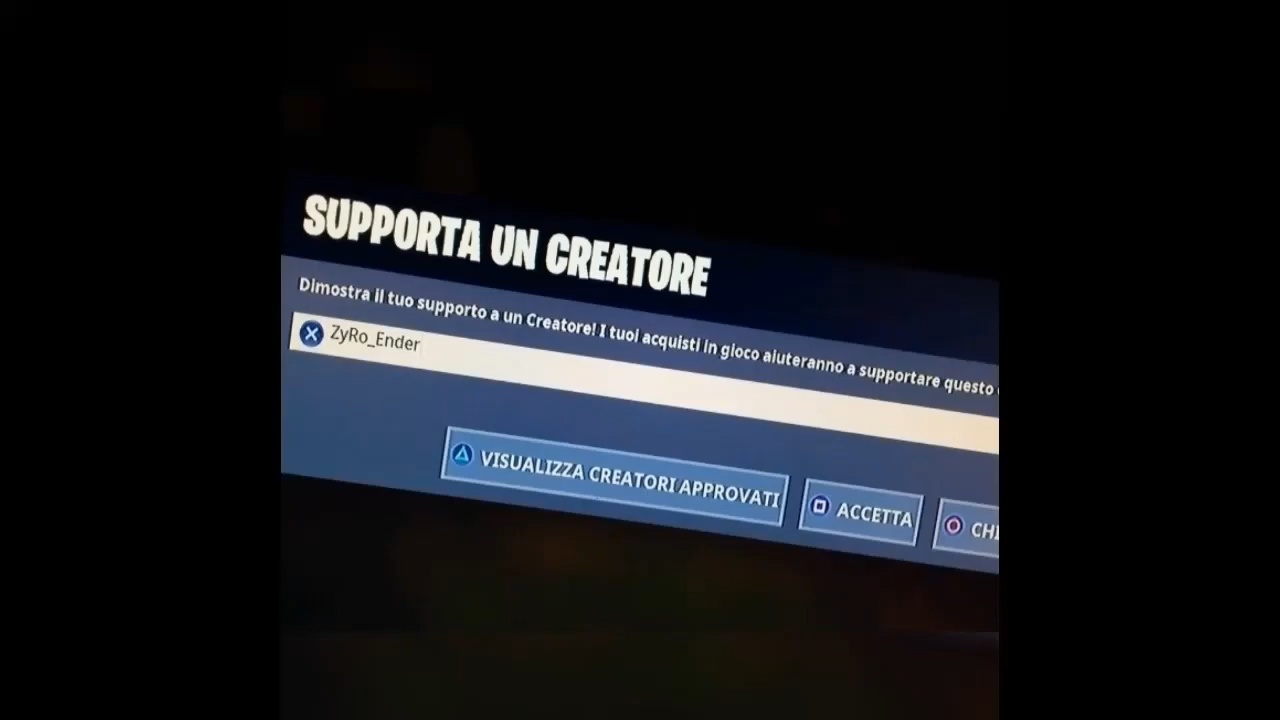 SUPPORTA UN CREATORE
Dimostra il tuo supporto a un Creatore! I tuoi acquisti in gioco aiuteranno a supportare questo
ZyRo_Ender
VISUALIZZA CREATORI APPROVATI
ACCETTA